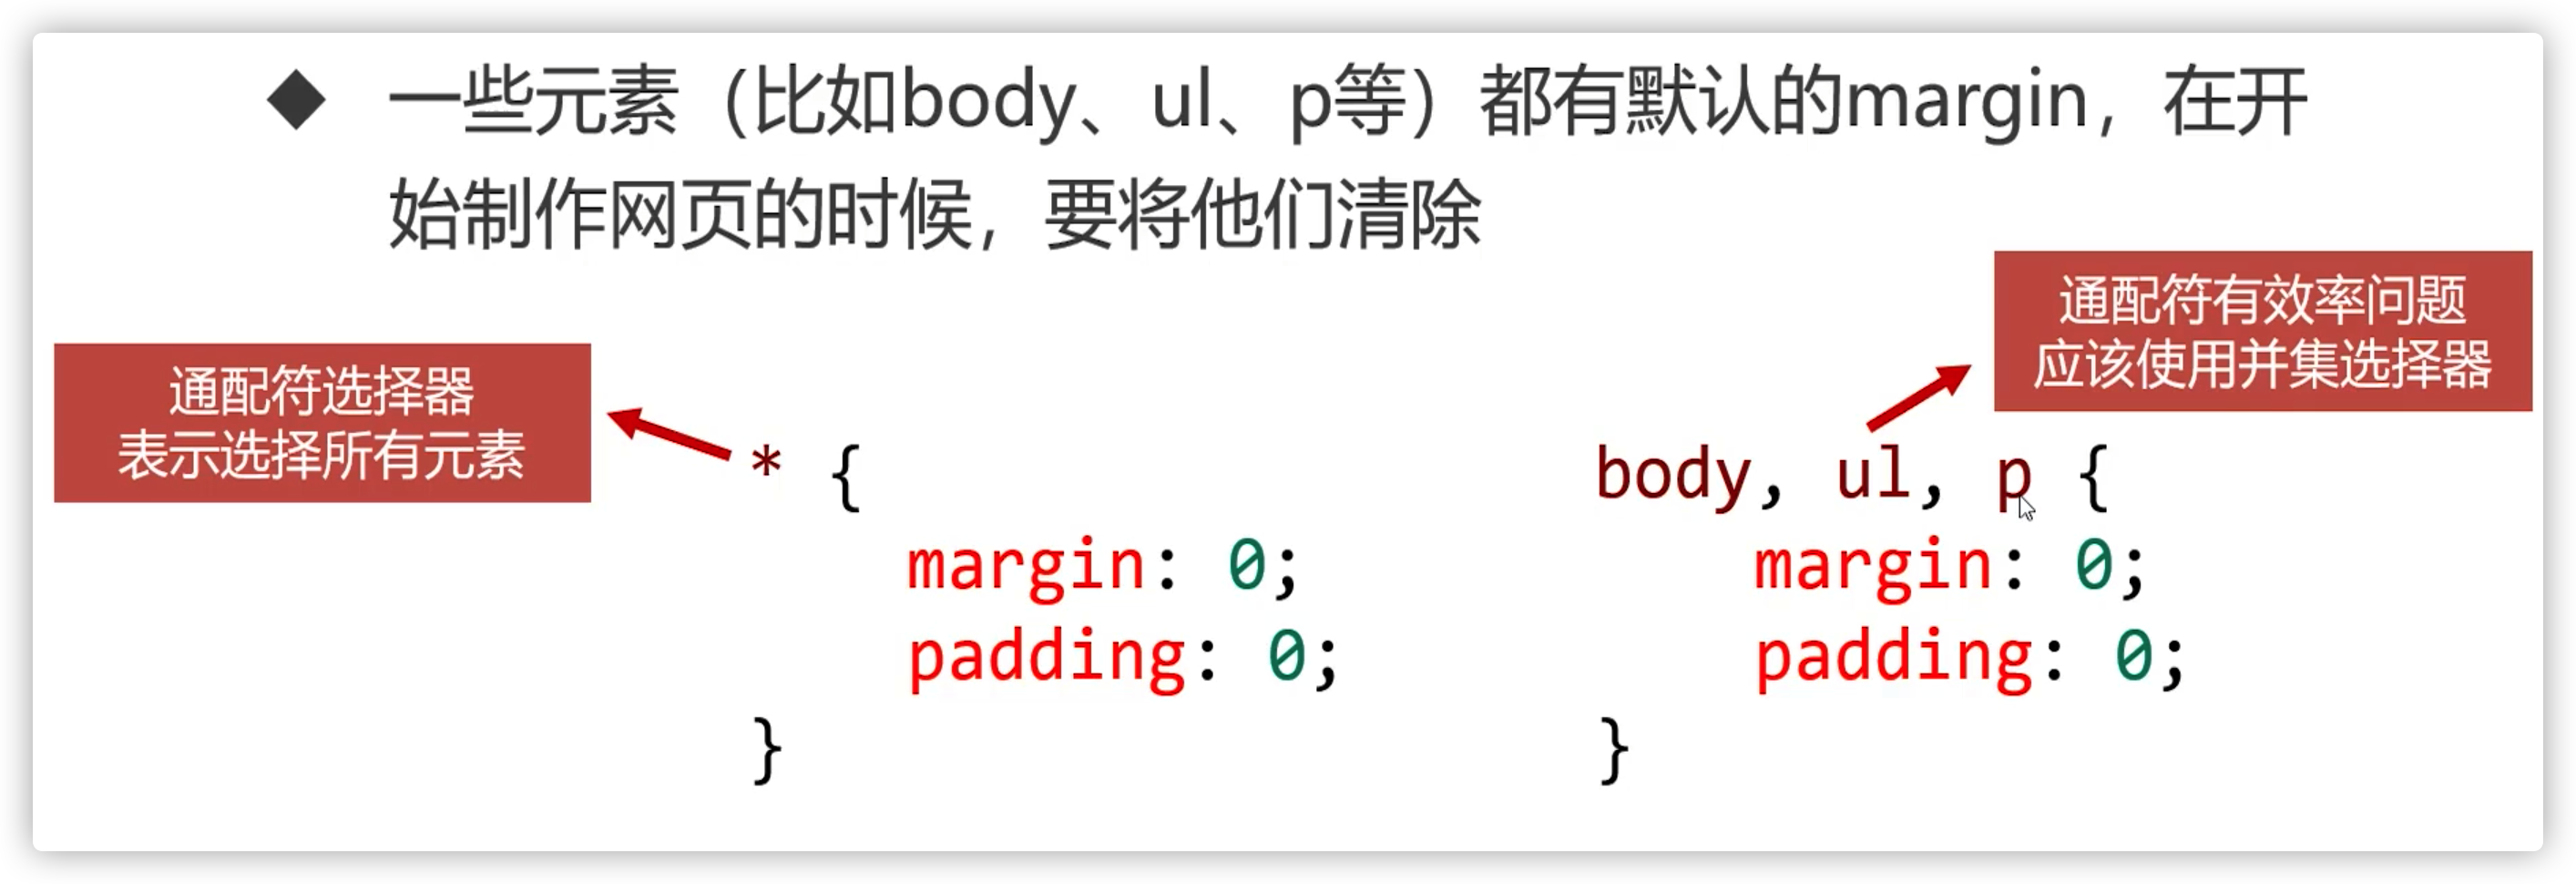 ◆ 一些元素（比如body、ul、p等）都有默认的margin，在开
始制作网页的时候，要将他们清除
通配符有效率问题
应该使用并集选择器
通配符选择器
表示选择所有元素
* {
margin: 0;
padding: 0;
}
body, ul, p {
margin: 0;
padding: 0;
}